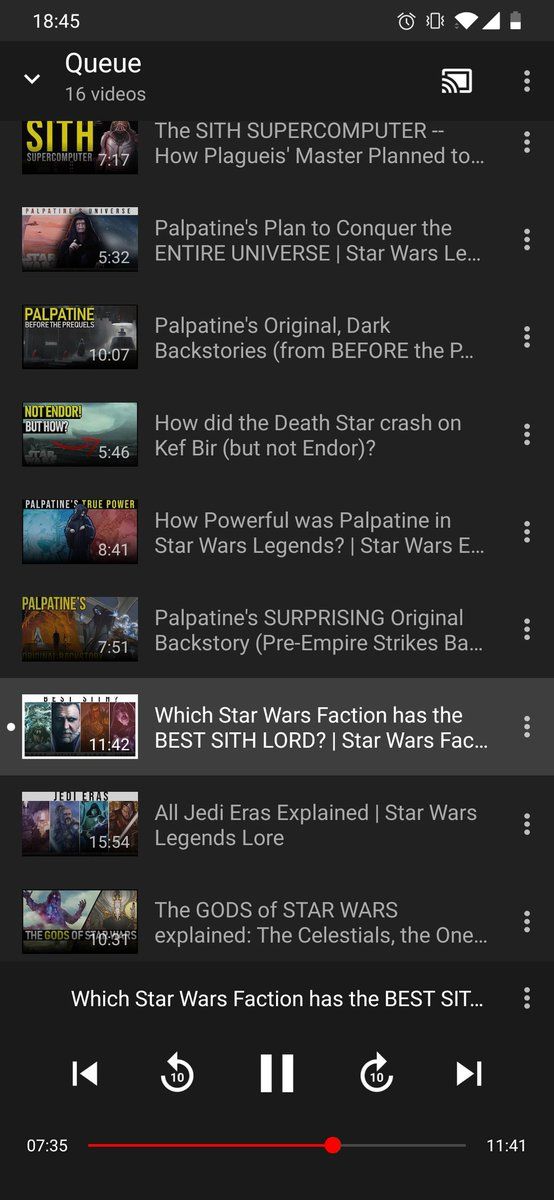 18:45
Queue
16 videos
SITH
SUPERCOMPUTER
7:17
The SITH SUPERCOMPUTER --
How Plagueis' Master Planned to...
PALPATINE'S UNIVERSE
STAR WARS
5:32
Palpatine's Plan to Conquer the
ENTIRE UNIVERSE | Star Wars Le...
PALPATINE
BEFORE THE PREQUELS
10:07
Palpatine's Original, Dark
Backstories (from BEFORE the P...
NOT ENDOR!
BUT HOW?
STAR WARS
5:46
How did the Death Star crash on
Kef Bir (but not Endor)?
PALPATINE'S TRUE POWER
8:41
How Powerful was Palpatine in
Star Wars Legends? | Star Wars E...
PALPATINE'S
ORIGINAL BACKSTORY
7:51
Palpatine's SURPRISING Original
Backstory (Pre-Empire Strikes Ba...
11:42
Which Star Wars Faction has the
BEST SITH LORD? | Star Wars Fac...
JEDI ERAS
15:54
All Jedi Eras Explained | Star Wars
Legends Lore
THE GODS OF STAR WARS
10:31
The GODS of STAR WARS
explained: The Celestials, the One...
Which Star Wars Faction has the BEST SIT...
10
10
07:35
11:41